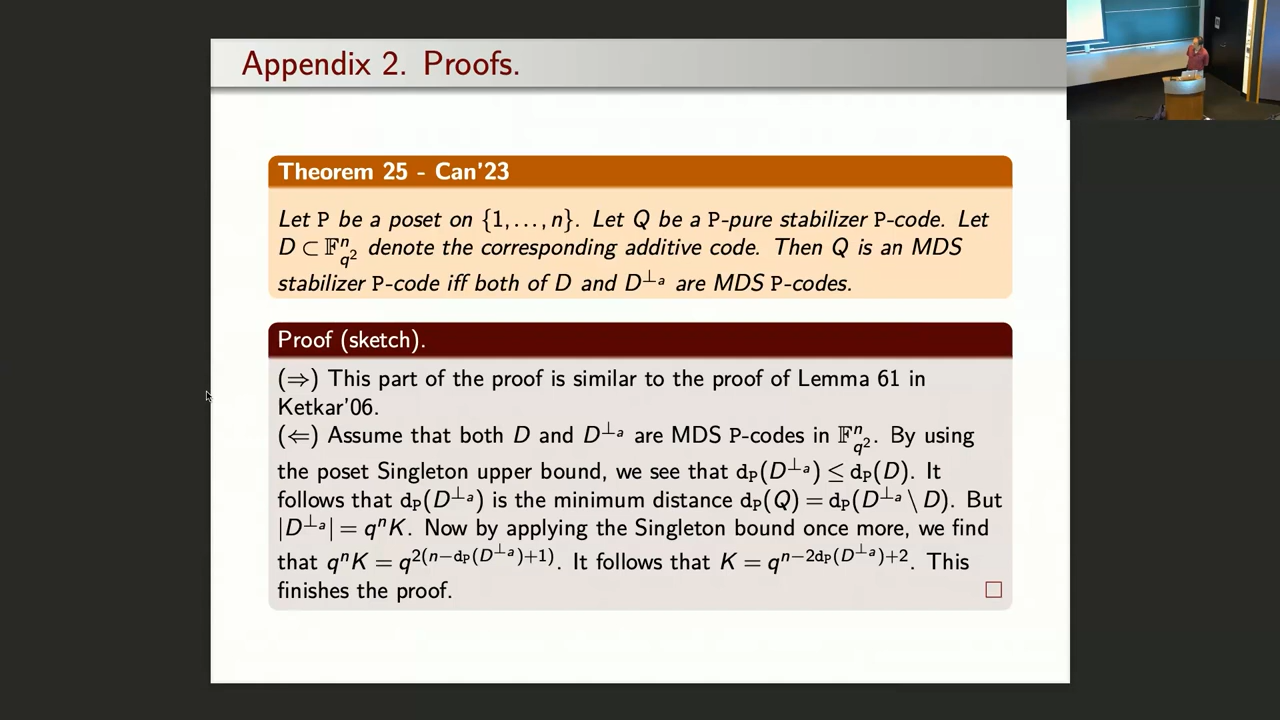 Appendix 2. Proofs.
Theorem 25 - Can'23
Let P be a poset on {1, . . . , n}. Let Q be a P-pure stabilizer P-code. Let
D ⊂ 𝔽ⁿ_{q²} denote the corresponding additive code. Then Q is an MDS
stabilizer P-code iff both of D and D^{⊥ₐ} are MDS P-codes.
Proof (sketch).
(⇒) This part of the proof is similar to the proof of Lemma 61 in
Ketkar'06.
(⇐) Assume that both D and D^{⊥ₐ} are MDS P-codes in 𝔽ⁿ_{q²}. By using
the poset Singleton upper bound, we see that d_P(D^{⊥ₐ}) ≤ d_P(D). It
follows that d_P(D^{⊥ₐ}) is the minimum distance d_P(Q) = d_P(D^{⊥ₐ} \ D). But
|D^{⊥ₐ}| = qⁿK. Now by applying the Singleton bound once more, we find
that qⁿK = q^{2(n−d_P(D^{⊥ₐ})+1)}. It follows that K = q^{n−2d_P(D^{⊥ₐ})+2}. This
finishes the proof. □